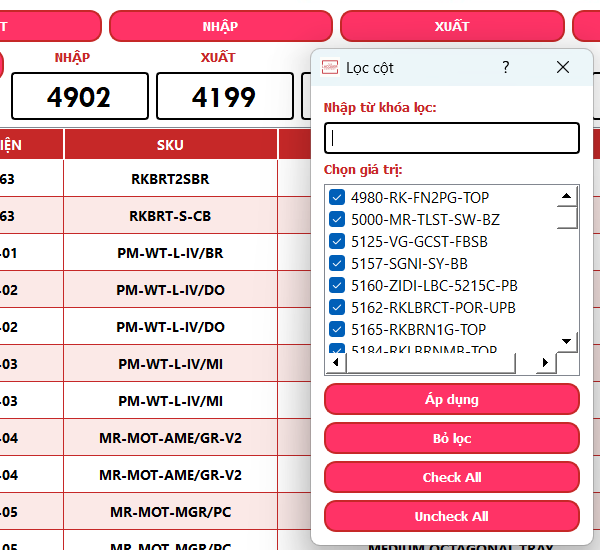 T
NHẬP
XUẤT
NHẬP
XUẤT
4902
4199
IỆN
SKU
63
RKBRT2SBR
63
RKBRT-S-CB
-01
PM-WT-L-IV/BR
-02
PM-WT-L-IV/DO
-02
PM-WT-L-IV/DO
-03
PM-WT-L-IV/MI
-03
PM-WT-L-IV/MI
-04
MR-MOT-AME/GR-V2
-04
MR-MOT-AME/GR-V2
-05
MR-MOT-MGR/PC
-05
MR-MOT-MGR/PC
MEDIUM OCTAGONAL TRAY
Lọc cột
?
Nhập từ khóa lọc:
Chọn giá trị:
4980-RK-FN2PG-TOP
5000-MR-TLST-SW-BZ
5125-VG-GCST-FBSB
5157-SGNI-SY-BB
5160-ZIDI-LBC-5215C-PB
5162-RKLBRCT-POR-UPB
5165-RKBRN1G-TOP
5184-RKLBRNMB-TOP
Áp dụng
Bỏ lọc
Check All
Uncheck All